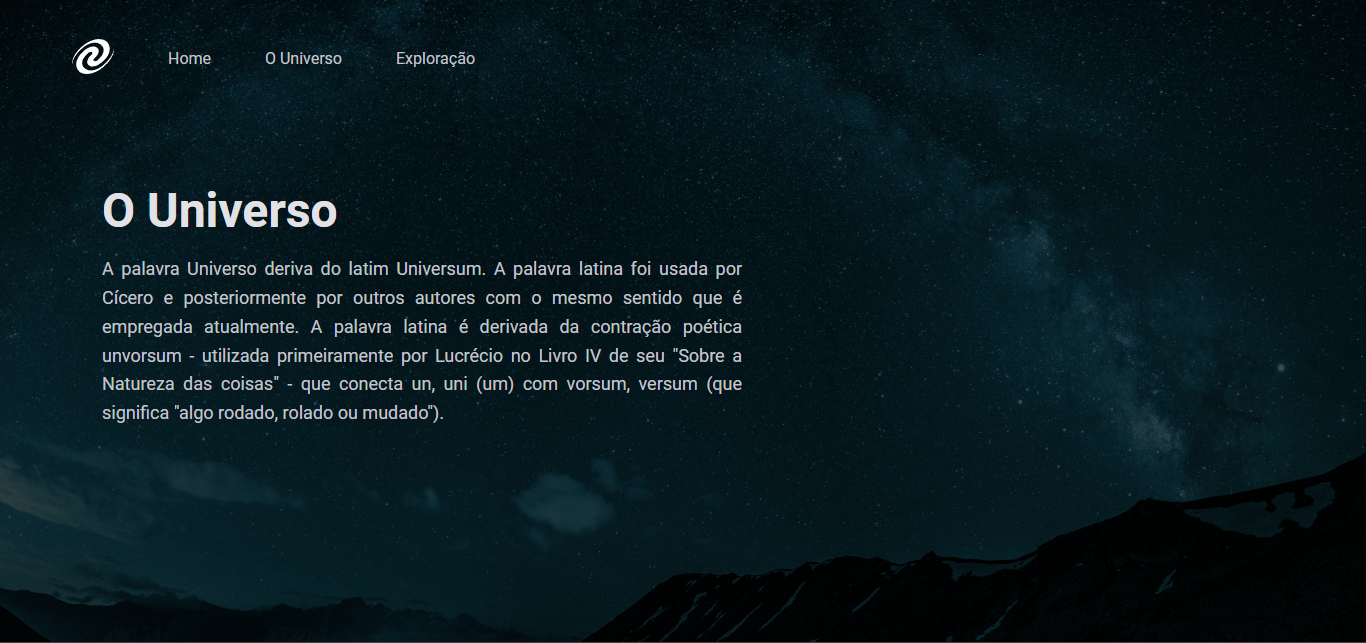 Home O Universo Exploração
O Universo
A palavra Universo deriva do latim Universum. A palavra latina foi usada por
Cícero e posteriormente por outros autores com o mesmo sentido que é
empregada atualmente. A palavra latina é derivada da contração poética
unvorsum - utilizada primeiramente por Lucrécio no Livro IV de seu "Sobre a
Natureza das coisas" - que conecta un, uni (um) com vorsum, versum (que
significa "algo rodado, rolado ou mudado").